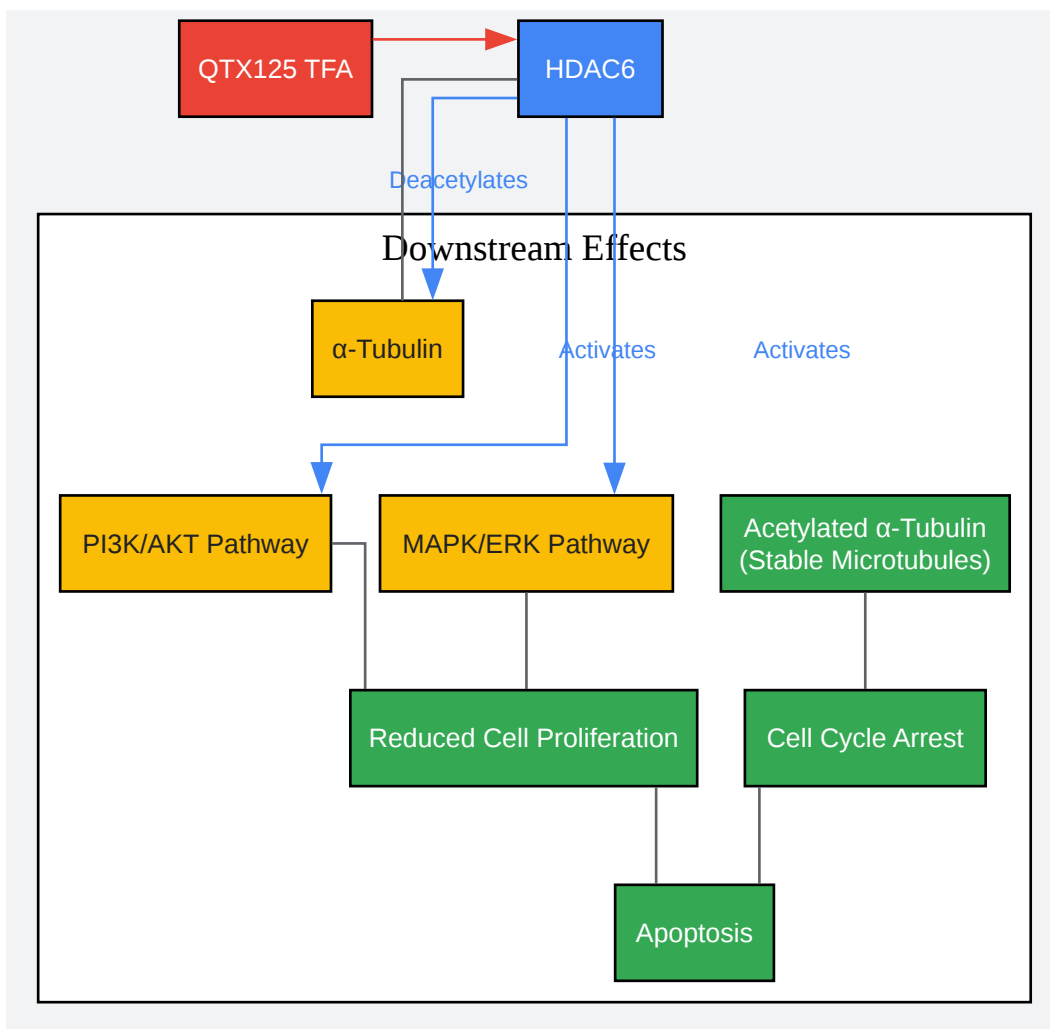 QTX125 TFA
HDAC6
Deacetylates
Downstream Effects
α-Tubulin
Activates
Activates
PI3K/AKT Pathway
MAPK/ERK Pathway
Acetylated α-Tubulin
(Stable Microtubules)
Reduced Cell Proliferation
Cell Cycle Arrest
Apoptosis